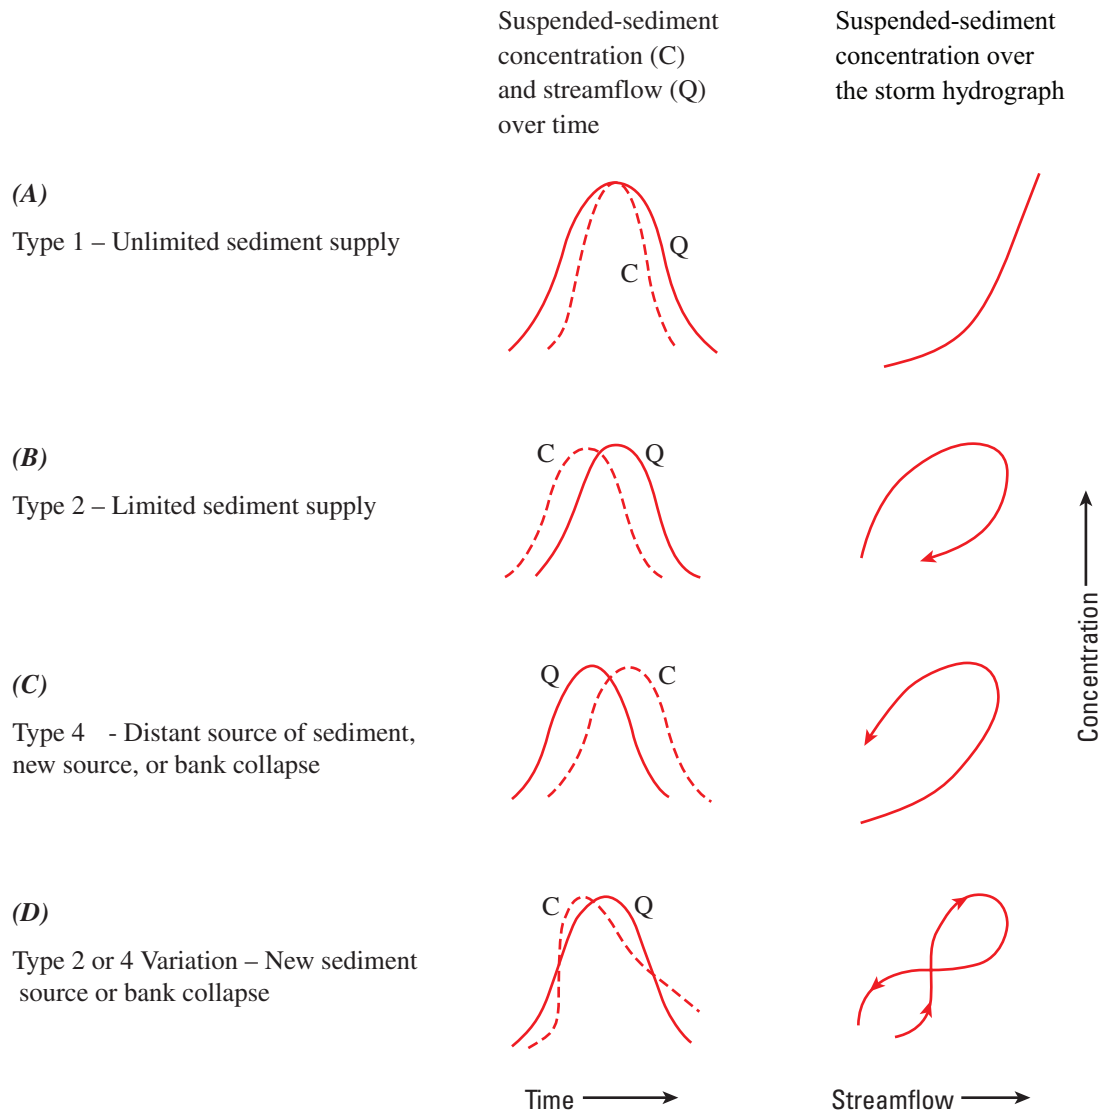 Suspended-sediment
concentration (C)
and streamflow (Q)
over time
Suspended-sediment
concentration over
the storm hydrograph
(A)
Type 1 – Unlimited sediment supply
Q
C
(B)
Type 2 – Limited sediment supply
C
Q
(C)
Type 4 - Distant source of sediment,
new source, or bank collapse
Q
C
(D)
Type 2 or 4 Variation – New sediment
source or bank collapse
C
Q
Concentration
Time
Streamflow